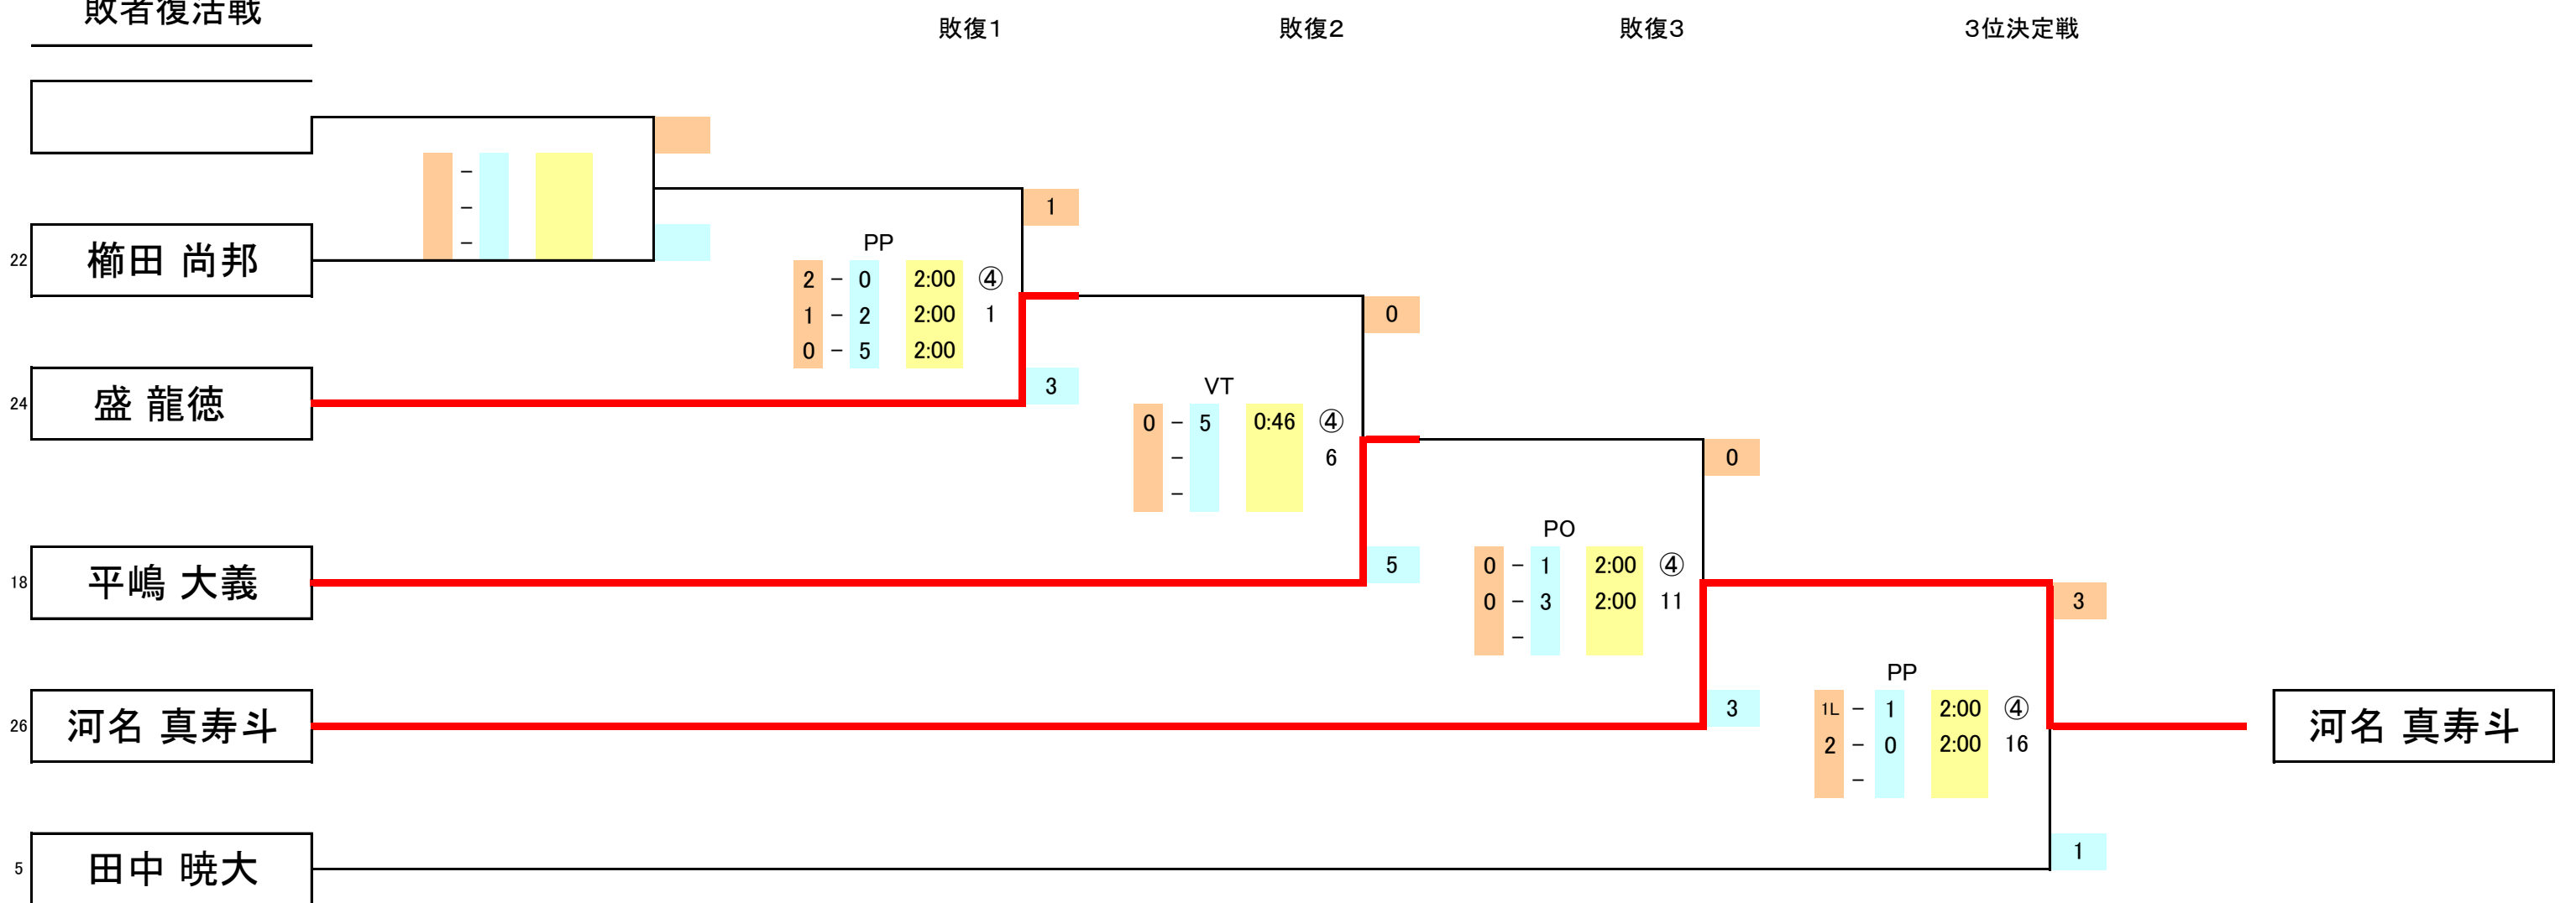 敗者復活戦
敗復1 敗復2 敗復3 3位決定戦
-
-
-
22 櫛田 尚邦
1
PP
2 - 0 2:00 ④
1 - 2 2:00 1
0 - 5 2:00
24 盛 龍徳
3
0
VT
0 - 5 0:46 ④
- 6
-
18 平嶋 大義
5
0
PO
0 - 1 2:00 ④
0 - 3 2:00 11
-
26 河名 真寿斗
3
3
PP
1L - 1 2:00 ④
2 - 0 2:00 16
-
河名 真寿斗
5 田中 暁大
1